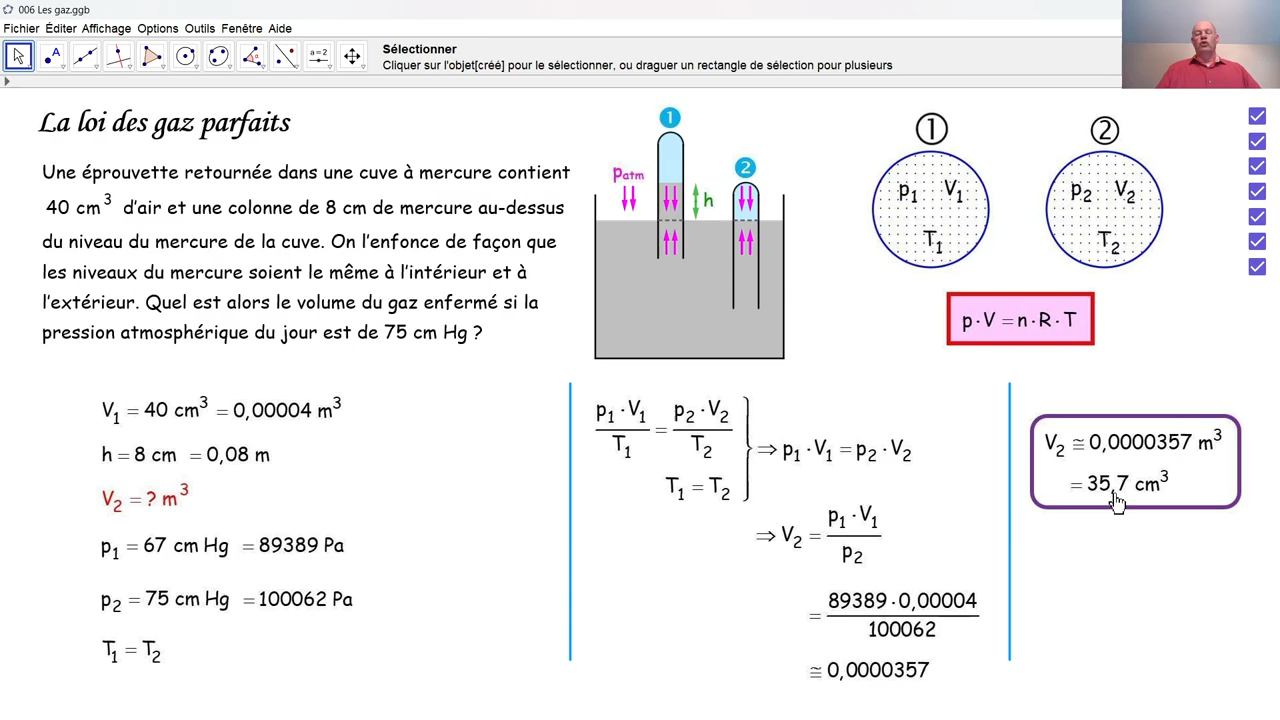 006 Les gaz.ggb
Fichier Éditer Affichage Options Outils Fenêtre Aide
A
a=2
Sélectionner
Cliquer sur l'objet[créé] pour le sélectionner, ou draguer un rectangle de sélection pour plusieurs
La loi des gaz parfaits
Une éprouvette retournée dans une cuve à mercure contient
40 cm³ d'air et une colonne de 8 cm de mercure au-dessus
du niveau du mercure de la cuve. On l'enfonce de façon que
les niveaux du mercure soient le même à l'intérieur et à
l'extérieur. Quel est alors le volume du gaz enfermé si la
pression atmosphérique du jour est de 75 cm Hg ?
1
2
patm
h
① ②
p₁ V₁
T₁
p₂ V₂
T₂
p·V = n·R·T
V₁ = 40 cm³ = 0,00004 m³
h = 8 cm = 0,08 m
V₂ = ? m³
p₁ = 67 cm Hg = 89389 Pa
p₂ = 75 cm Hg = 100062 Pa
T₁ = T₂
p₁·V₁ / T₁ = p₂·V₂ / T₂
T₁ = T₂
⇒ p₁·V₁ = p₂·V₂
⇒ V₂ = p₁·V₁ / p₂
= 89389·0,00004 / 100062
≅ 0,0000357
V₂ ≅ 0,0000357 m³
= 35,7 cm³